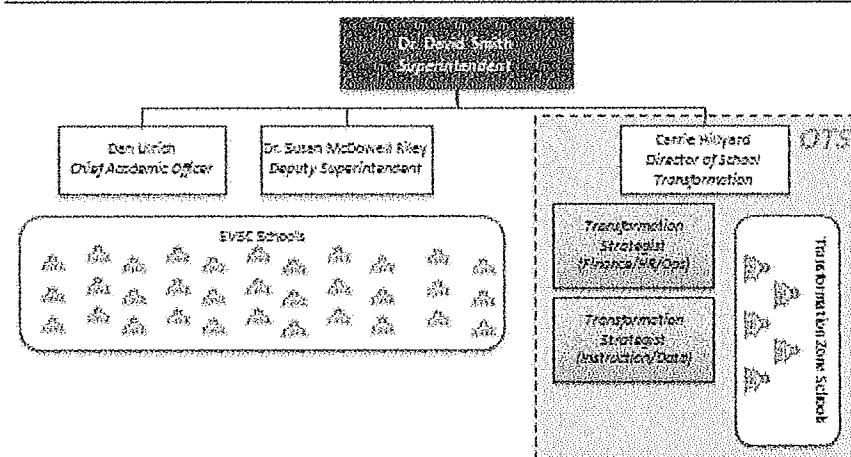 Dr. David Smith
Superintendent
Dan Ulrich
Chief Academic Officer
Dr. Susan McDowell Riley
Deputy Superintendent
Carrie Hillyard
Director of School
Transformation
OTS
EVSC Schools
Transformation
Strategist
(Finance/HR/Ops)
Transformation
Strategist
(Instruction/Data)
Transformation Zone Schools